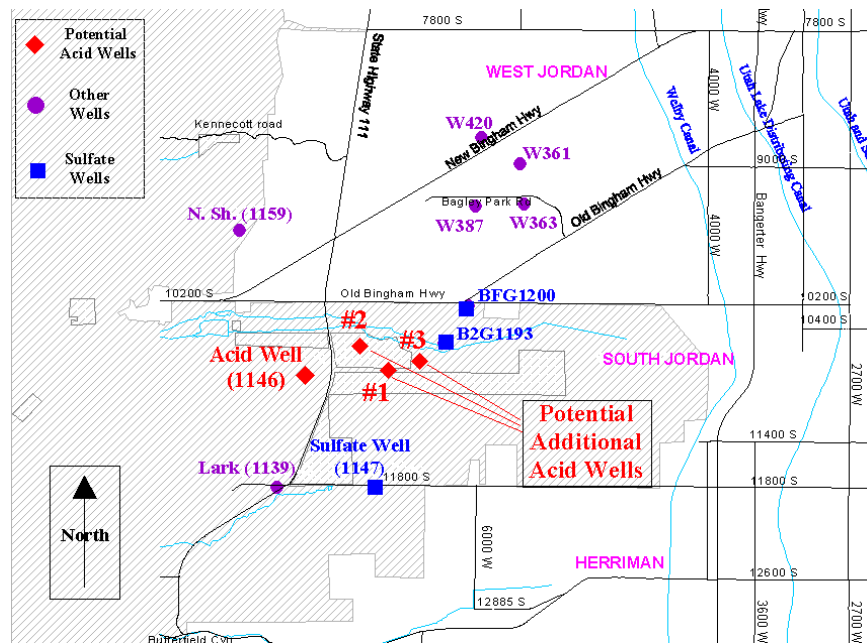 Potential
Acid Wells
Other
Wells
Sulfate
Wells
7800 S
7800 S
Hwy
State Highway 111
WEST JORDAN
4000 W
Welby Canal
Utah Lake Distributing Canal
Kennecott road
W420
New Bingham Hwy
W361
9000 S
Bagley Park Rd
Old Bingham Hwy
N. Sh. (1159)
W387
W363
4000 W
Bangerter Hwy
10200 S
Old Bingham Hwy
BFG1200
10200 S
10400 S
#2
B2G1193
#3
Acid Well
(1146)
SOUTH JORDAN
2700 W
#1
Potential
Additional
Acid Wells
11400 S
Sulfate Well
(1147)
Lark (1139)
11800 S
11800 S
North
6000 W
HERRIMAN
12600 S
12885 S
3600 W
2700 W